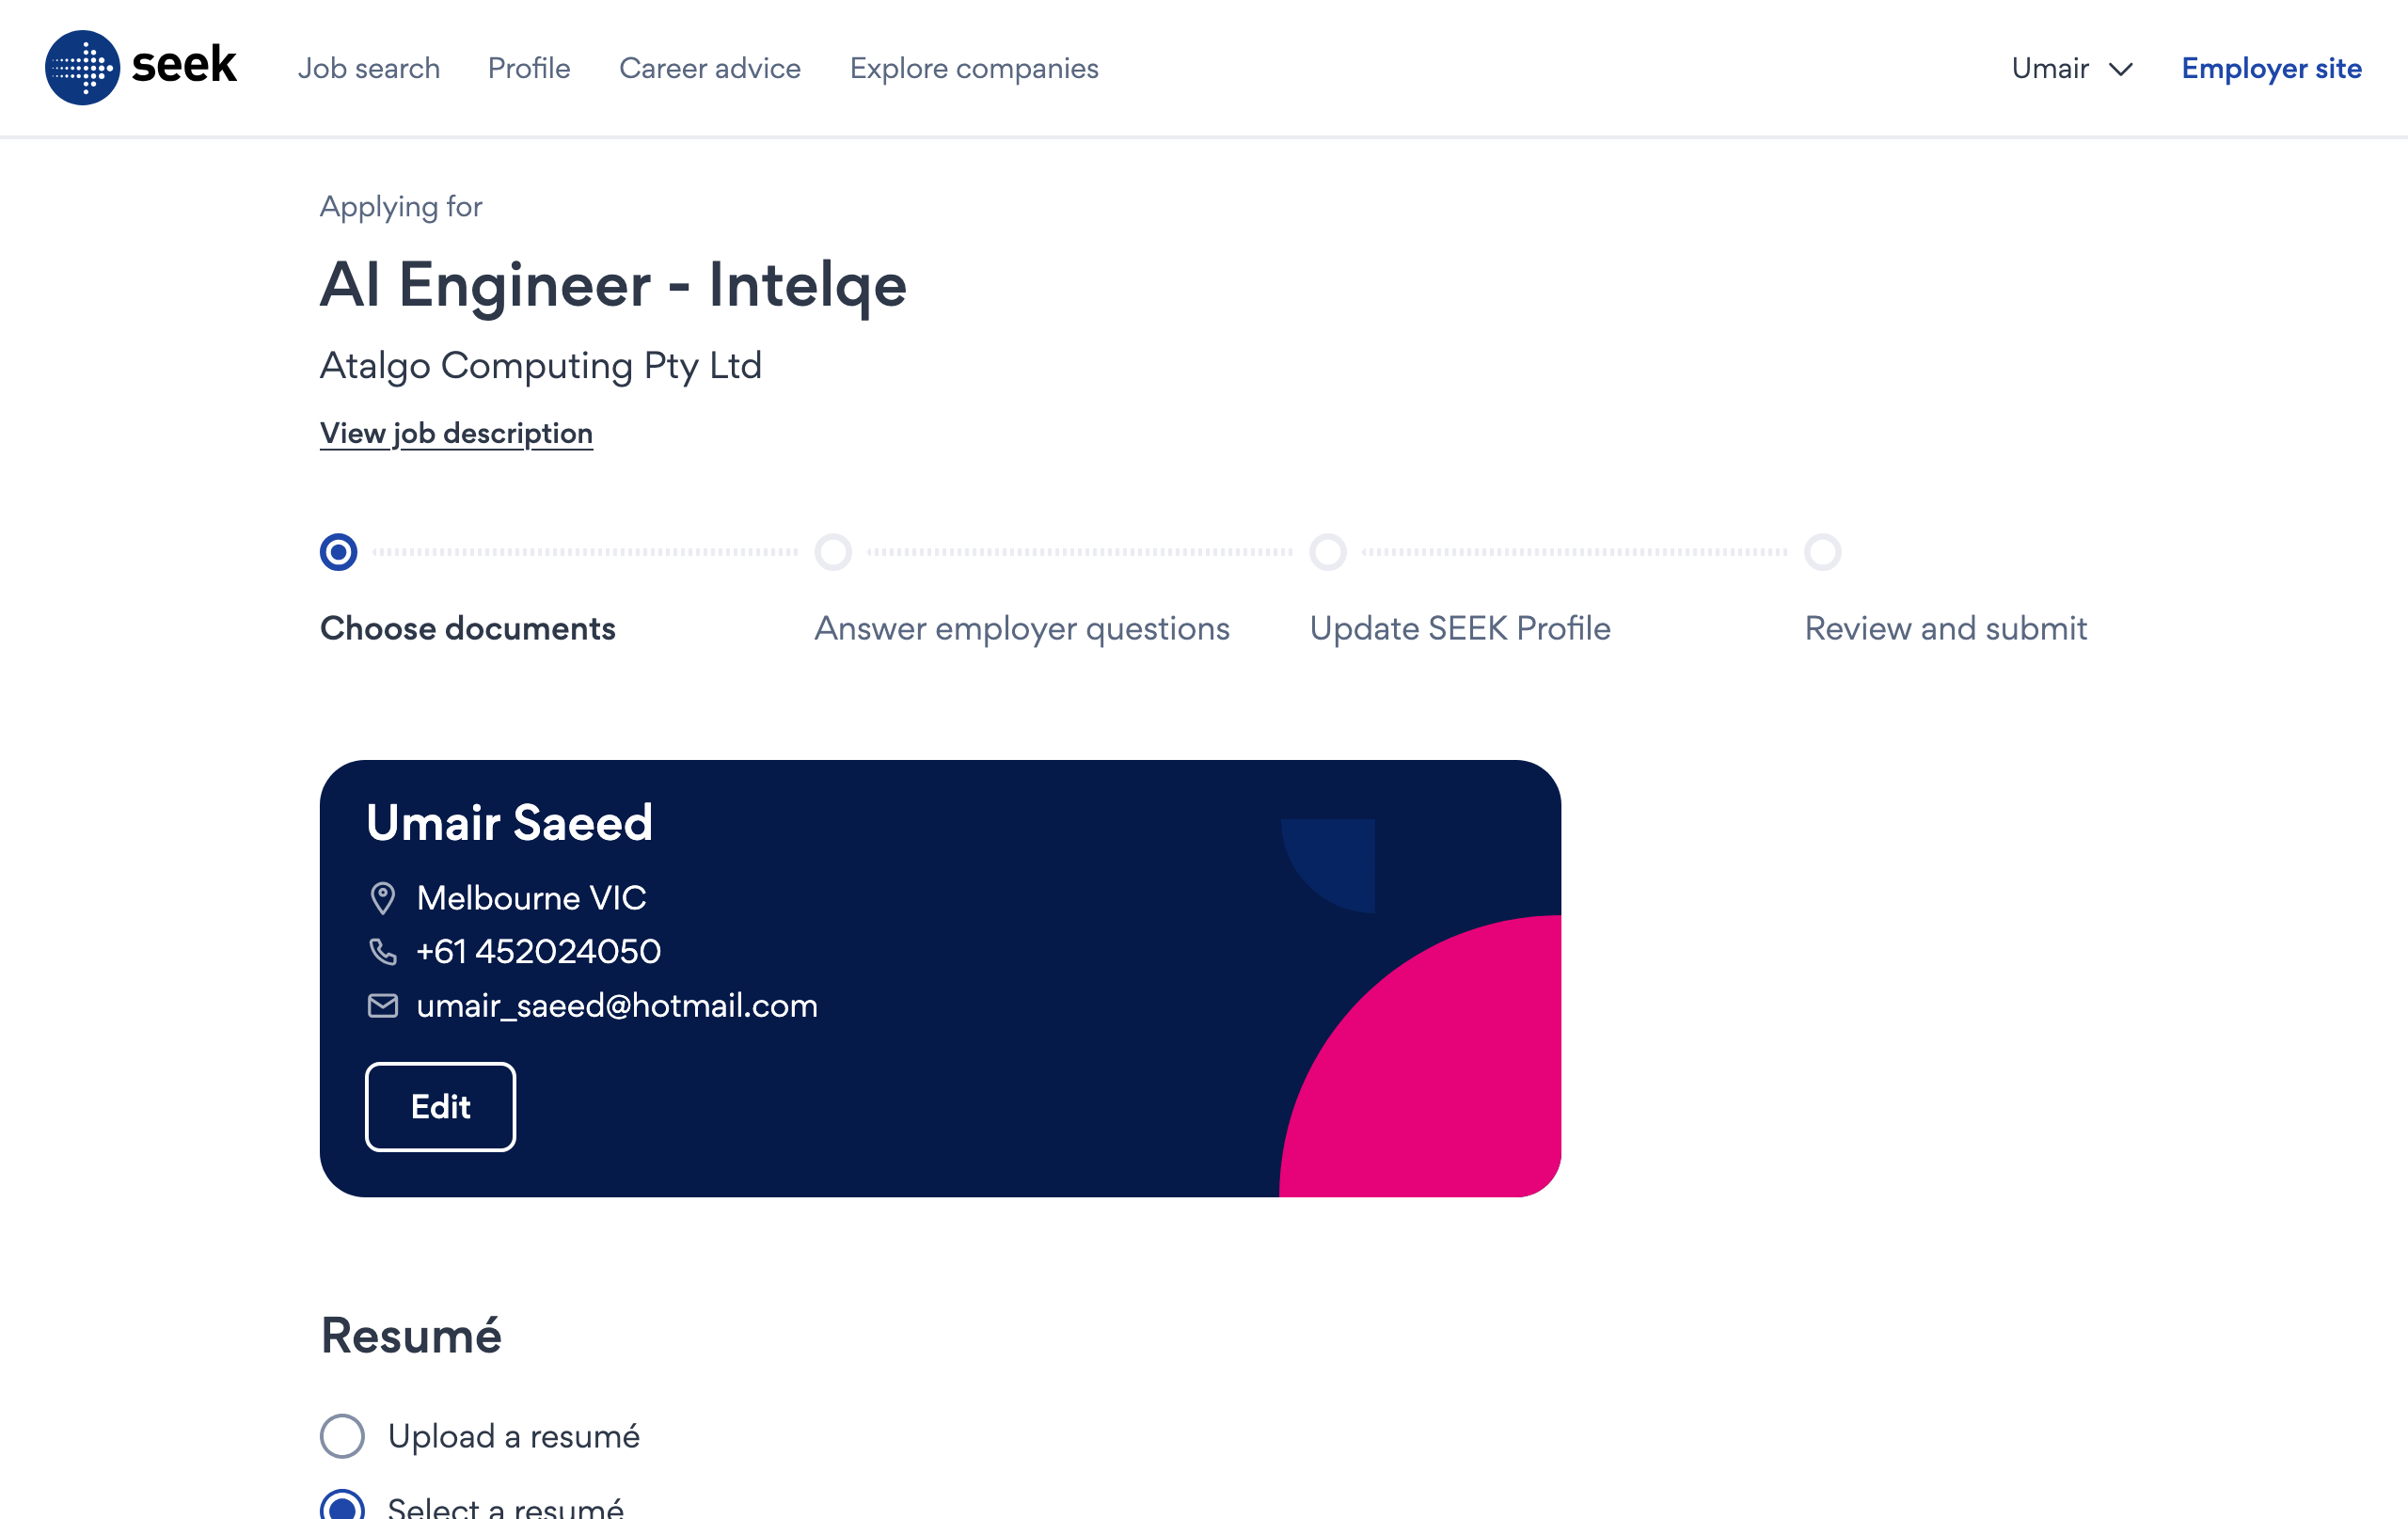 seek
Job search
Profile
Career advice
Explore companies
Umair
Employer site
Applying for
AI Engineer - Intelqe
Atalgo Computing Pty Ltd
View job description
Choose documents
Answer employer questions
Update SEEK Profile
Review and submit
Umair Saeed
Melbourne VIC
+61 452024050
umair_saeed@hotmail.com
Edit
Resumé
Upload a resumé
Select a resumé